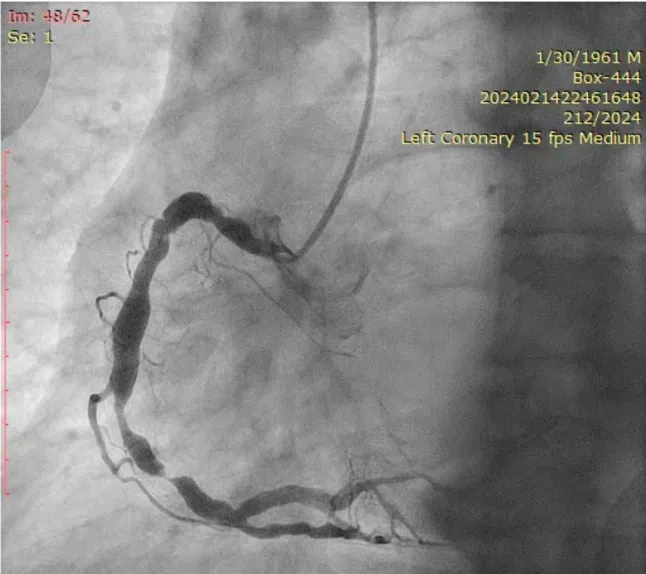 Im: 48/62
Se: 1
1/30/1961 M
Box-444
2024021422461648
212/2024
Left Coronary 15 fps Medium